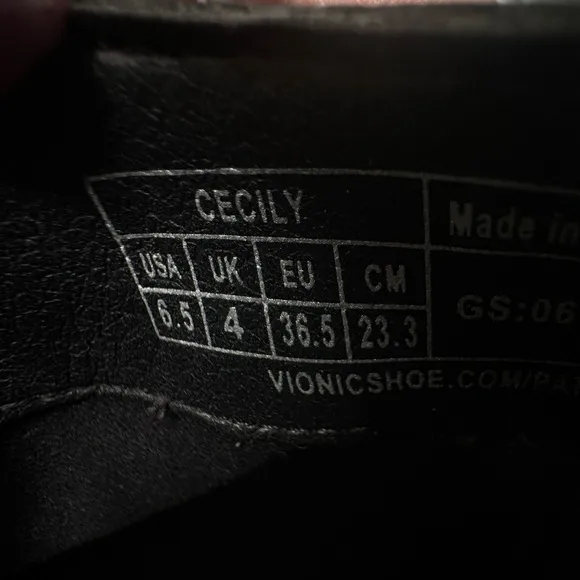 CECILY
Made in
USA UK EU CM
6.5 4 36.5 23.3
GS:06
VIONICSHOE.COM/PA